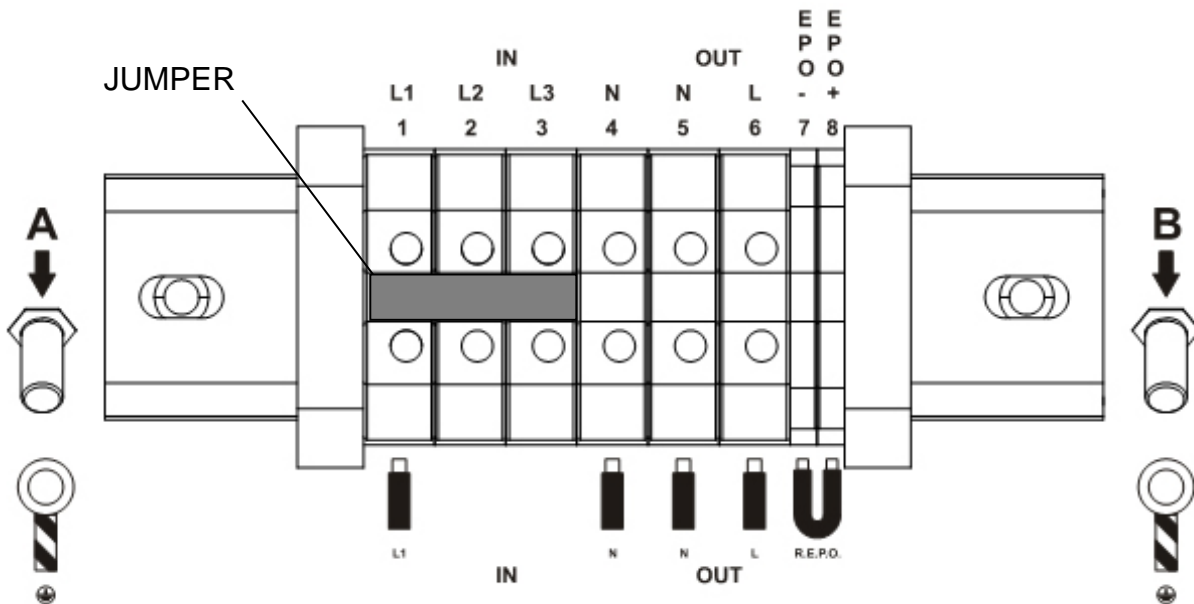 IN OUT
E E
P P
O O
- +
JUMPER
L1 L2 L3 N N L
1 2 3 4 5 6 7 8
A B
L1 N N L R.E.P.O.
IN OUT